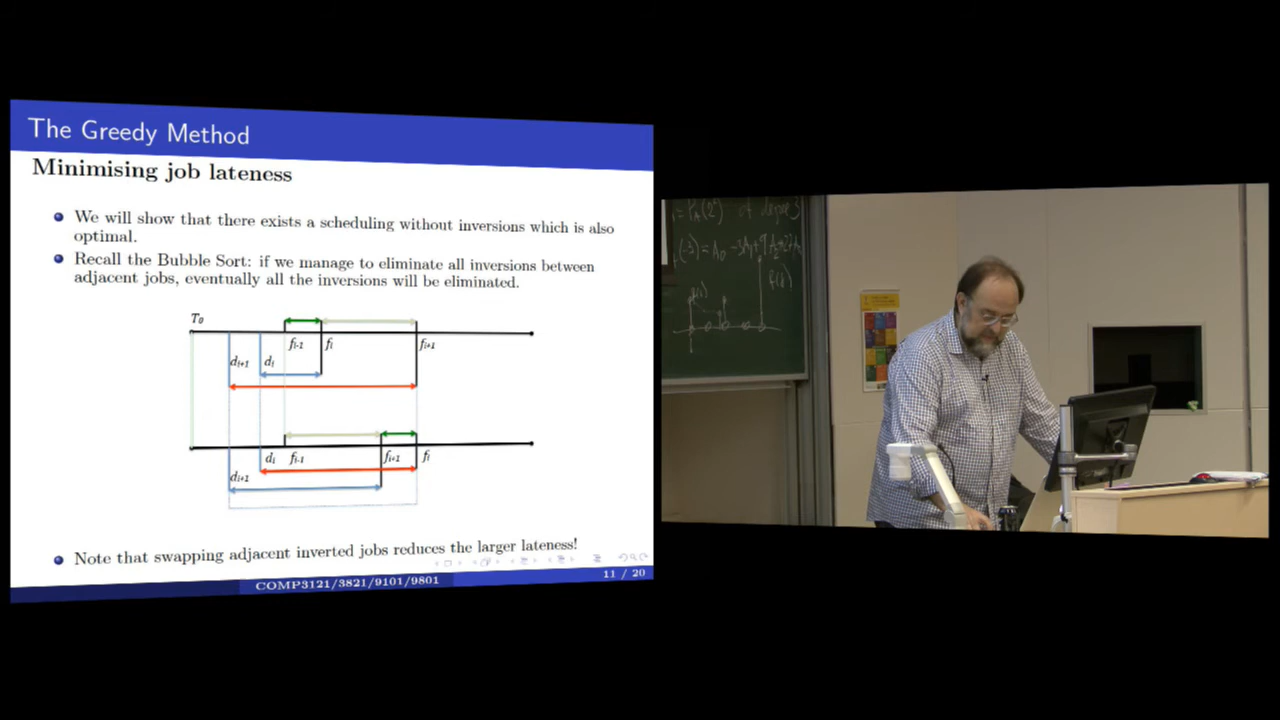 The Greedy Method
Minimising job lateness
We will show that there exists a scheduling without inversions which is also
optimal.
Recall the Bubble Sort: if we manage to eliminate all inversions between
adjacent jobs, eventually all the inversions will be eliminated.
T₀
fᵢ₋₁ fᵢ fᵢ₊₁
dᵢ₊₁ dᵢ
dᵢ fᵢ₋₁ fᵢ₊₁ fᵢ
dᵢ₊₁
Note that swapping adjacent inverted jobs reduces the larger lateness!
COMP3121/3821/9101/9801
11 / 20
of degree 3